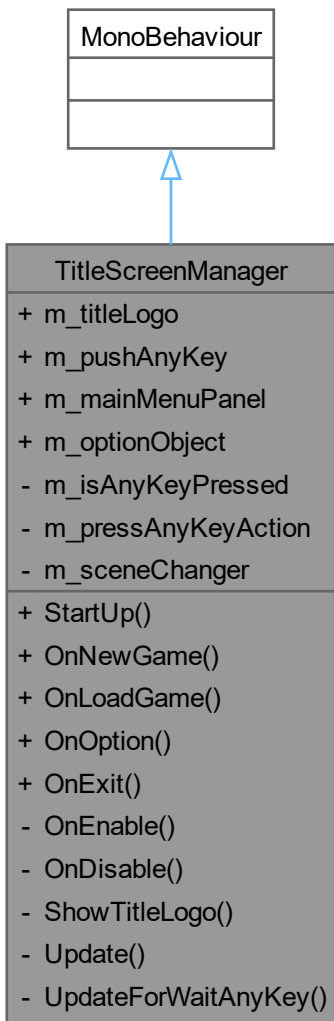 MonoBehaviour
TitleScreenManager
+ m_titleLogo
+ m_pushAnyKey
+ m_mainMenuPanel
+ m_optionObject
- m_isAnyKeyPressed
- m_pressAnyKeyAction
- m_sceneChanger
+ StartUp()
+ OnNewGame()
+ OnLoadGame()
+ OnOption()
+ OnExit()
- OnEnable()
- OnDisable()
- ShowTitleLogo()
- Update()
- UpdateForWaitAnyKey()